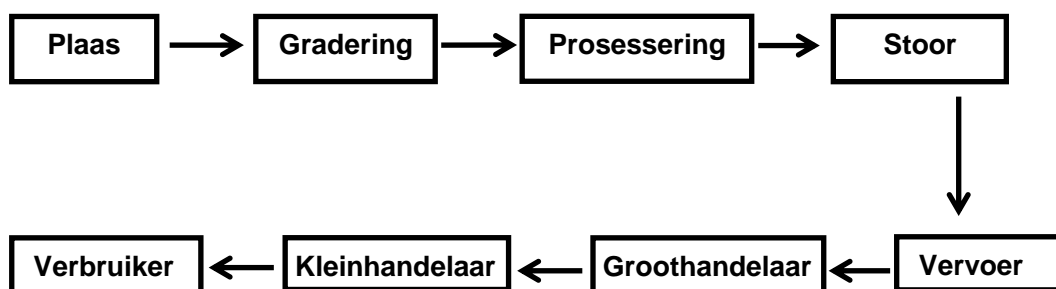 Plaas
Gradering
Prosessering
Stoor
Vervoer
Groothandelaar
Kleinhandelaar
Verbruiker